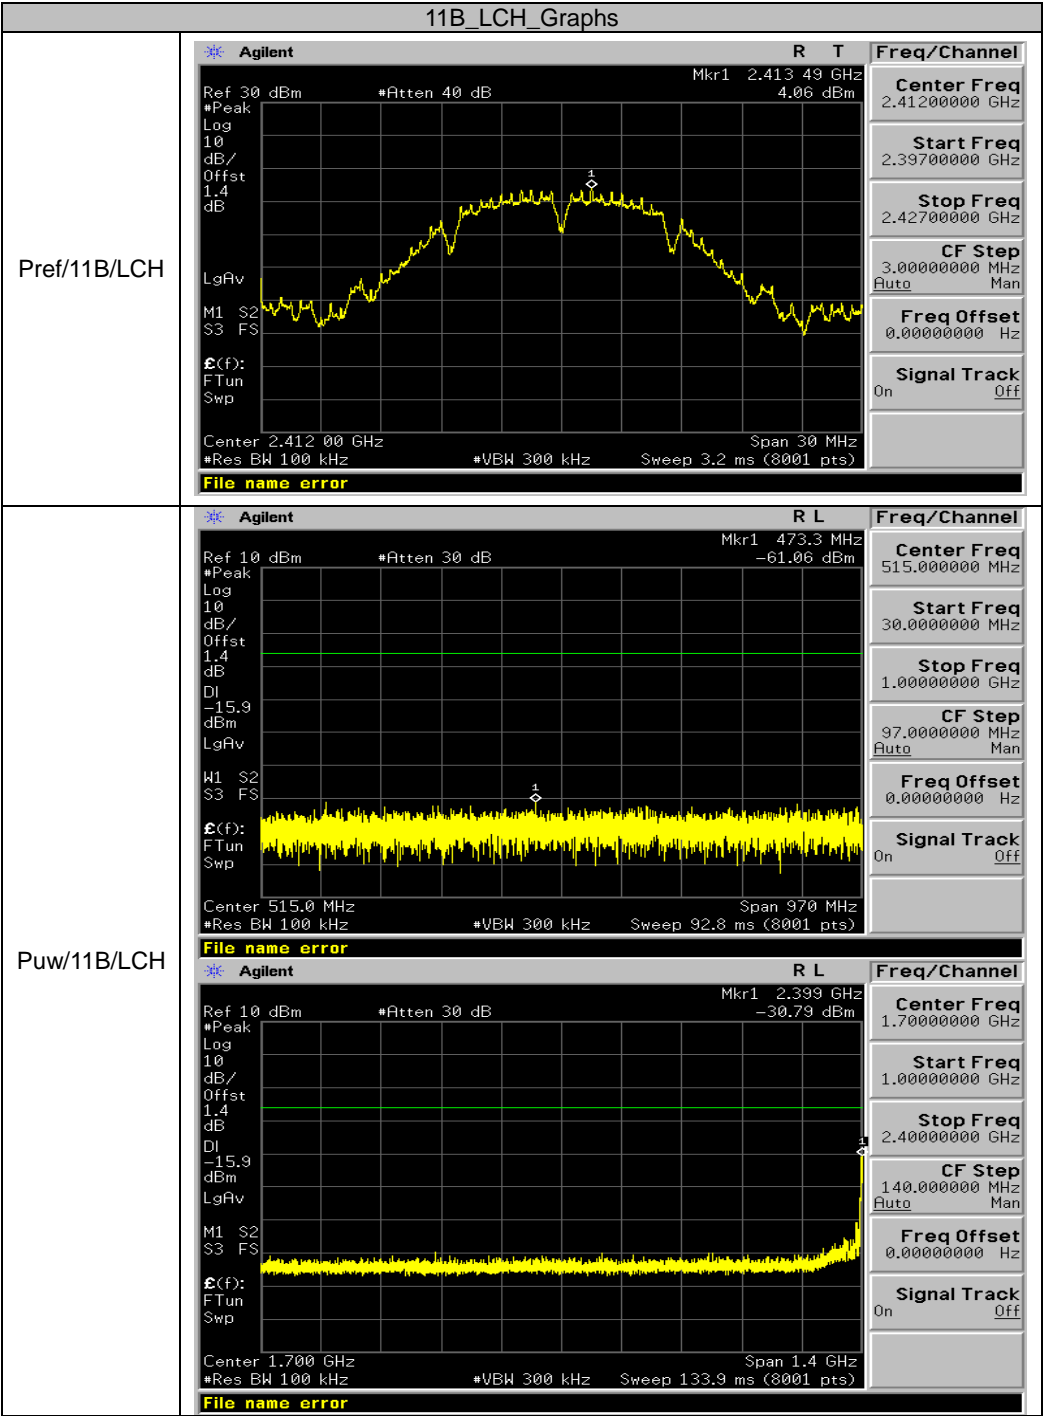 11B_LCH_Graphs
Pref/11B/LCH
Agilent R T Freq/Channel
Mkr1 2.413 49 GHz
Ref 30 dBm #Atten 40 dB 4.06 dBm
#Peak
Log
10
dB/
Offst
1.4
dB
LgAv
M1 S2
S3 FS
£(f):
FTun
Swp
1
Center 2.412 00 GHz Span 30 MHz
#Res BW 100 kHz #VBW 300 kHz Sweep 3.2 ms (8001 pts)
File name error
Center Freq
2.41200000 GHz
Start Freq
2.39700000 GHz
Stop Freq
2.42700000 GHz
CF Step
3.00000000 MHz
Auto Man
Freq Offset
0.00000000 Hz
Signal Track
On Off
Puw/11B/LCH
Agilent R L Freq/Channel
Mkr1 473.3 MHz
Ref 10 dBm #Atten 30 dB -61.06 dBm
#Peak
Log
10
dB/
Offst
1.4
dB
DI
-15.9
dBm
LgAv
W1 S2
S3 FS
£(f):
FTun
Swp
1
Center 515.0 MHz Span 970 MHz
#Res BW 100 kHz #VBW 300 kHz Sweep 92.8 ms (8001 pts)
File name error
Center Freq
515.000000 MHz
Start Freq
30.0000000 MHz
Stop Freq
1.00000000 GHz
CF Step
97.0000000 MHz
Auto Man
Freq Offset
0.00000000 Hz
Signal Track
On Off
Agilent R L Freq/Channel
Mkr1 2.399 GHz
Ref 10 dBm #Atten 30 dB -30.79 dBm
#Peak
Log
10
dB/
Offst
1.4
dB
DI
-15.9
dBm
LgAv
M1 S2
S3 FS
£(f):
FTun
Swp
1
Center 1.700 GHz Span 1.4 GHz
#Res BW 100 kHz #VBW 300 kHz Sweep 133.9 ms (8001 pts)
File name error
Center Freq
1.70000000 GHz
Start Freq
1.00000000 GHz
Stop Freq
2.40000000 GHz
CF Step
140.000000 MHz
Auto Man
Freq Offset
0.00000000 Hz
Signal Track
On Off